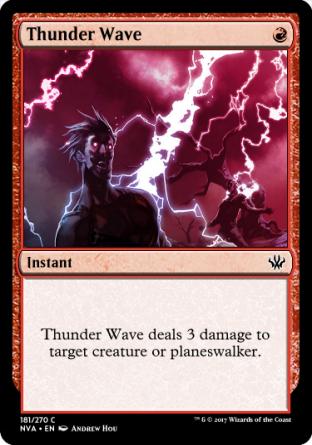 Thunder Wave
Instant
Thunder Wave deals 3 damage to
target creature or planeswalker.
181/270 C
NVA • EN Andrew Hou
™ & © 2017 Wizards of the Coast